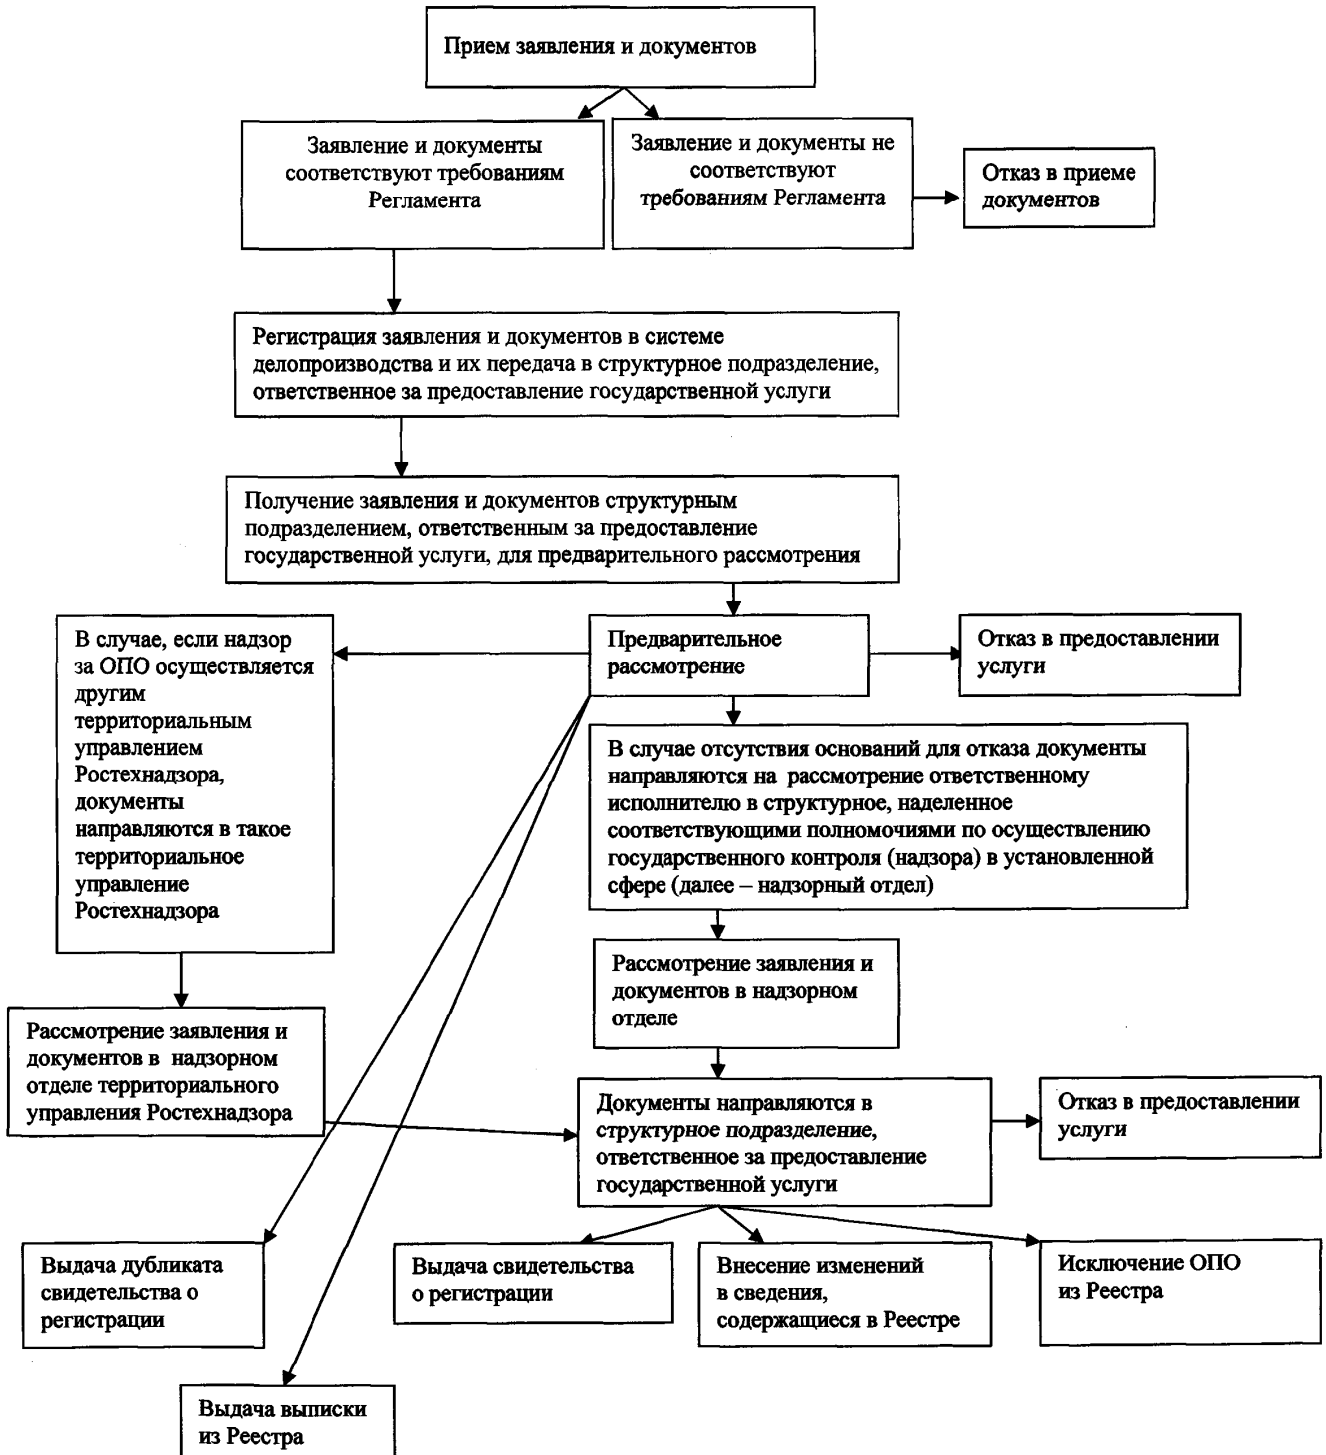 Прием заявления и документов
Заявление и документы
соответствуют требованиям
Регламента
Заявление и документы не
соответствуют
требованиям Регламента
Отказ в приеме
документов
Регистрация заявления и документов в системе
делопроизводства и их передача в структурное подразделение,
ответственное за предоставление государственной услуги
Получение заявления и документов структурным
подразделением, ответственным за предоставление
государственной услуги, для предварительного рассмотрения
В случае, если надзор
за ОПО осуществляется
другим
территориальным
управлением
Ростехнадзора,
документы
направляются в такое
территориальное
управление
Ростехнадзора
Предварительное
рассмотрение
Отказ в предоставлении
услуги
В случае отсутствия оснований для отказа документы
направляются на рассмотрение ответственному
исполнителю в структурное, наделенное
соответствующими полномочиями по осуществлению
государственного контроля (надзора) в установленной
сфере (далее – надзорный отдел)
Рассмотрение заявления и
документов в надзорном
отделе
Рассмотрение заявления и
документов в надзорном
отделе территориального
управления Ростехнадзора
Документы направляются в
структурное подразделение,
ответственное за предоставление
государственной услуги
Отказ в предоставлении
услуги
Выдача дубликата
свидетельства о
регистрации
Выдача свидетельства
о регистрации
Внесение изменений
в сведения,
содержащиеся в Реестре
Исключение ОПО
из Реестра
Выдача выписки
из Реестра